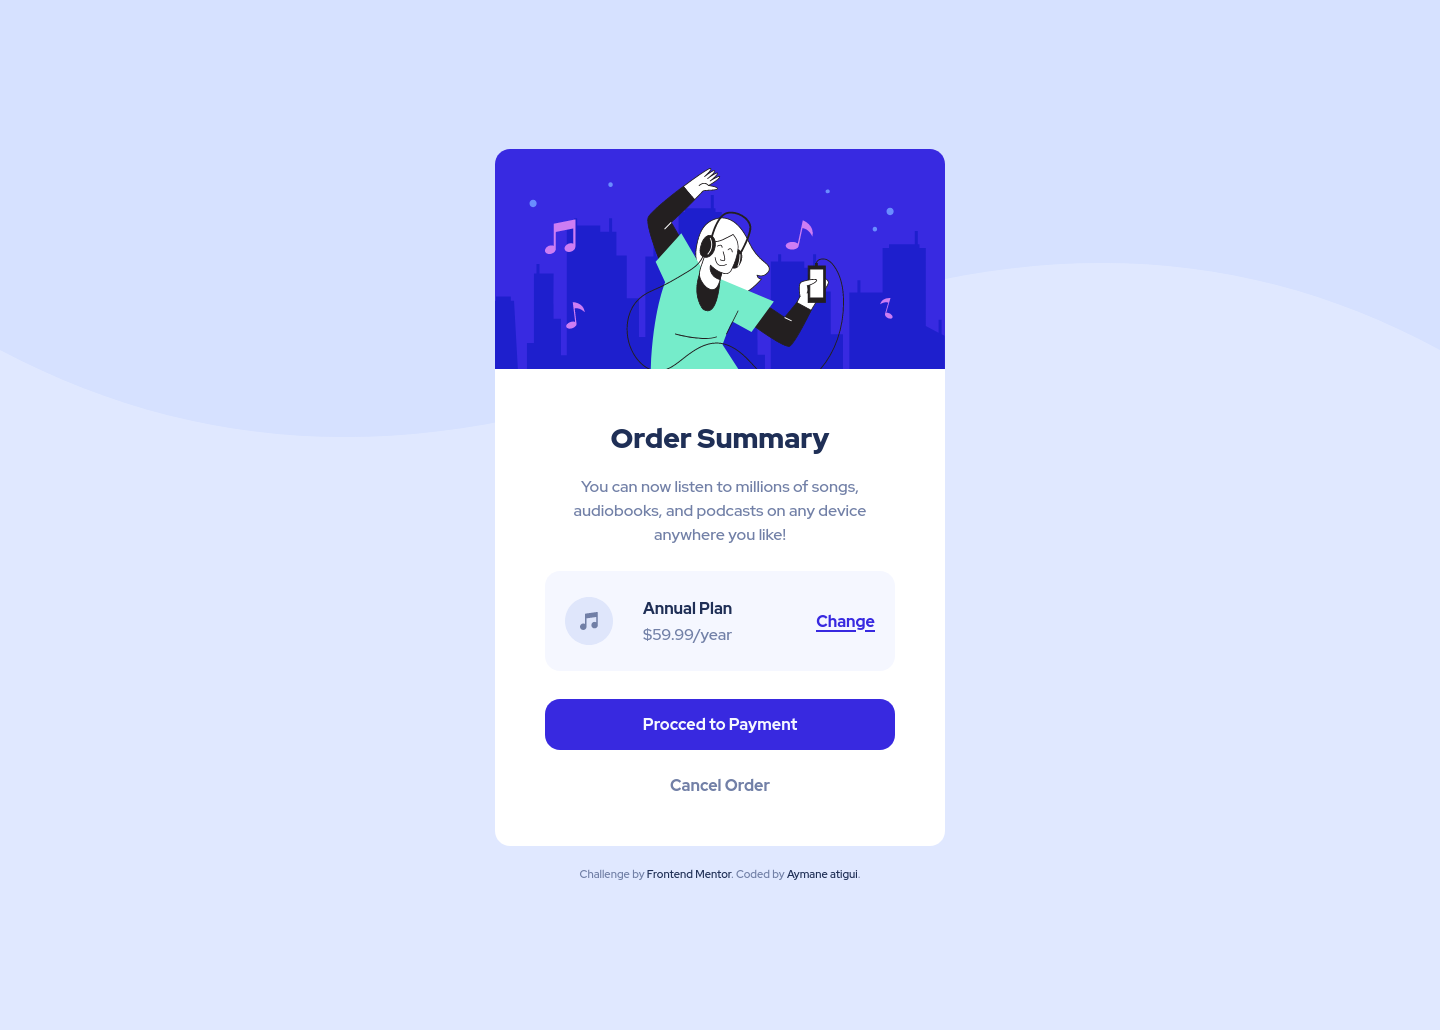 Order Summary
You can now listen to millions of songs,
audiobooks, and podcasts on any device
anywhere you like!
Annual Plan
$59.99/year
Change
Procced to Payment
Cancel Order
Challenge by Frontend Mentor. Coded by Aymane atigui.